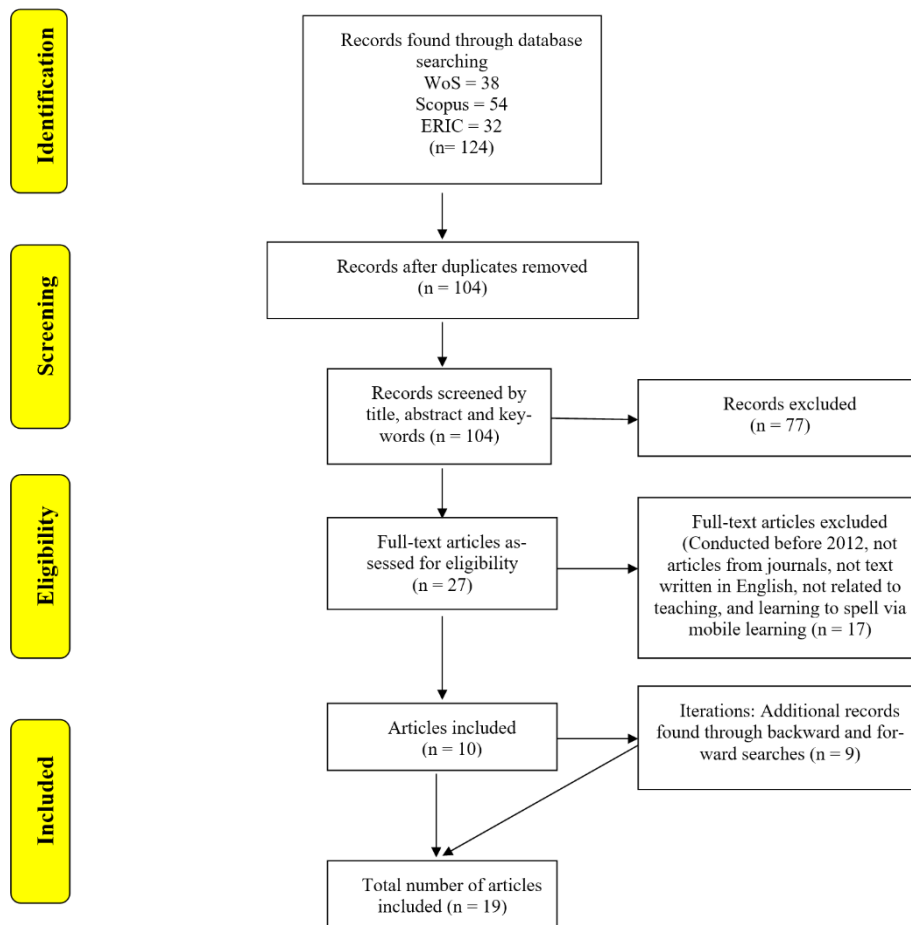 Identification
Records found through database
searching
WoS = 38
Scopus = 54
ERIC = 32
(n= 124)
Screening
Records after duplicates removed
(n = 104)
Records screened by
title, abstract and key-
words (n = 104)
Records excluded
(n = 77)
Eligibility
Full-text articles as-
sessed for eligibility
(n = 27)
Full-text articles excluded
(Conducted before 2012, not
articles from journals, not text
written in English, not related to
teaching, and learning to spell via
mobile learning (n = 17)
Included
Articles included
(n = 10)
Iterations: Additional records
found through backward and for-
ward searches (n = 9)
Total number of articles
included (n = 19)